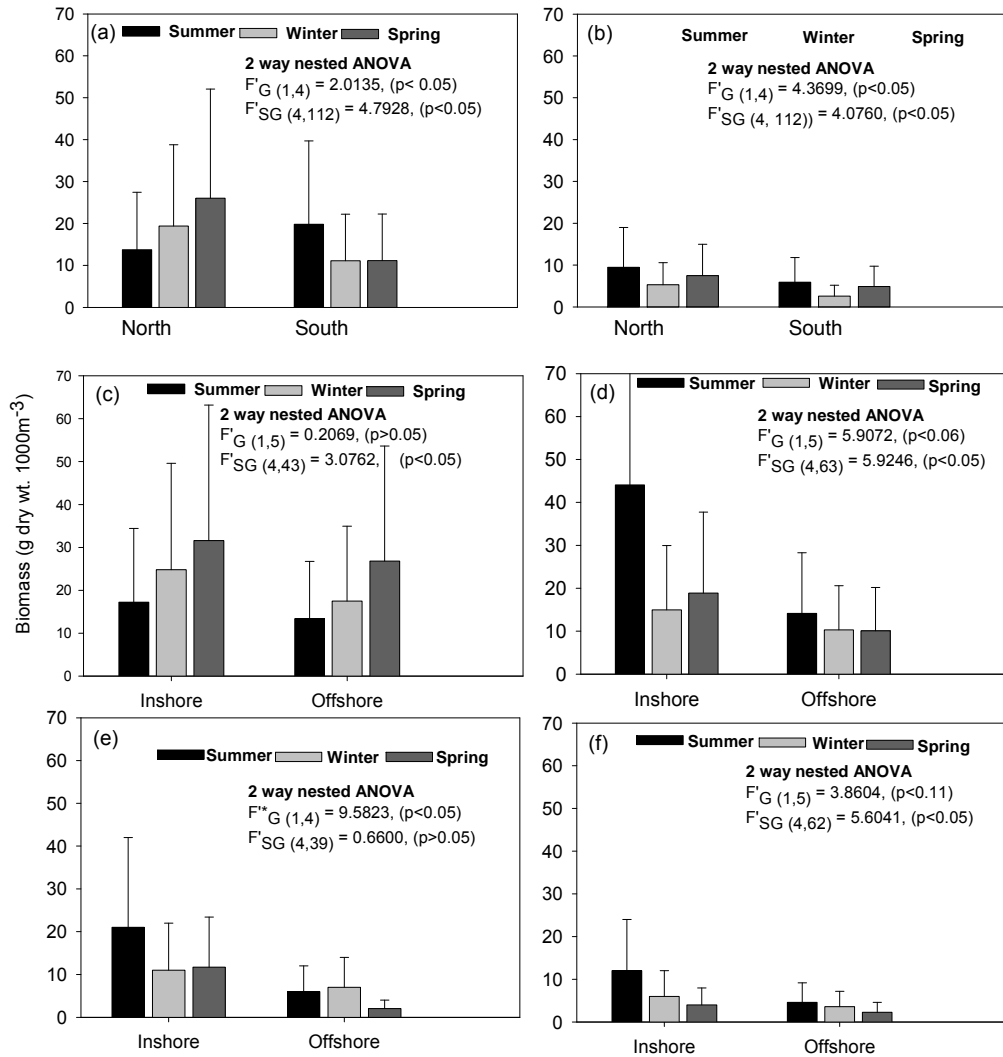 Biomass (g dry wt. 1000m⁻³)
(a)
Summer Winter Spring
2 way nested ANOVA
F'G (1,4) = 2.0135, (p< 0.05)
F'SG (4,112) = 4.7928, (p<0.05)
70
60
50
40
30
20
10
0
North South
(b)
Summer Winter Spring
2 way nested ANOVA
F'G (1,4) = 4.3699, (p<0.05)
F'SG (4, 112)) = 4.0760, (p<0.05)
70
60
50
40
30
20
10
0
North South
(c)
Summer Winter Spring
2 way nested ANOVA
F'G (1,5) = 0.2069, (p>0.05)
F'SG (4,43) = 3.0762, (p<0.05)
70
60
50
40
30
20
10
0
Inshore Offshore
(d)
Summer Winter Spring
2 way nested ANOVA
F'G (1,5) = 5.9072, (p<0.06)
F'SG (4,63) = 5.9246, (p<0.05)
70
60
50
40
30
20
10
0
Inshore Offshore
(e)
Summer Winter Spring
2 way nested ANOVA
F'*G (1,4) = 9.5823, (p<0.05)
F'SG (4,39) = 0.6600, (p>0.05)
70
60
50
40
30
20
10
0
Inshore Offshore
(f)
Summer Winter Spring
2 way nested ANOVA
F'G (1,5) = 3.8604, (p<0.11)
F'SG (4,62) = 5.6041, (p<0.05)
70
60
50
40
30
20
10
0
Inshore Offshore